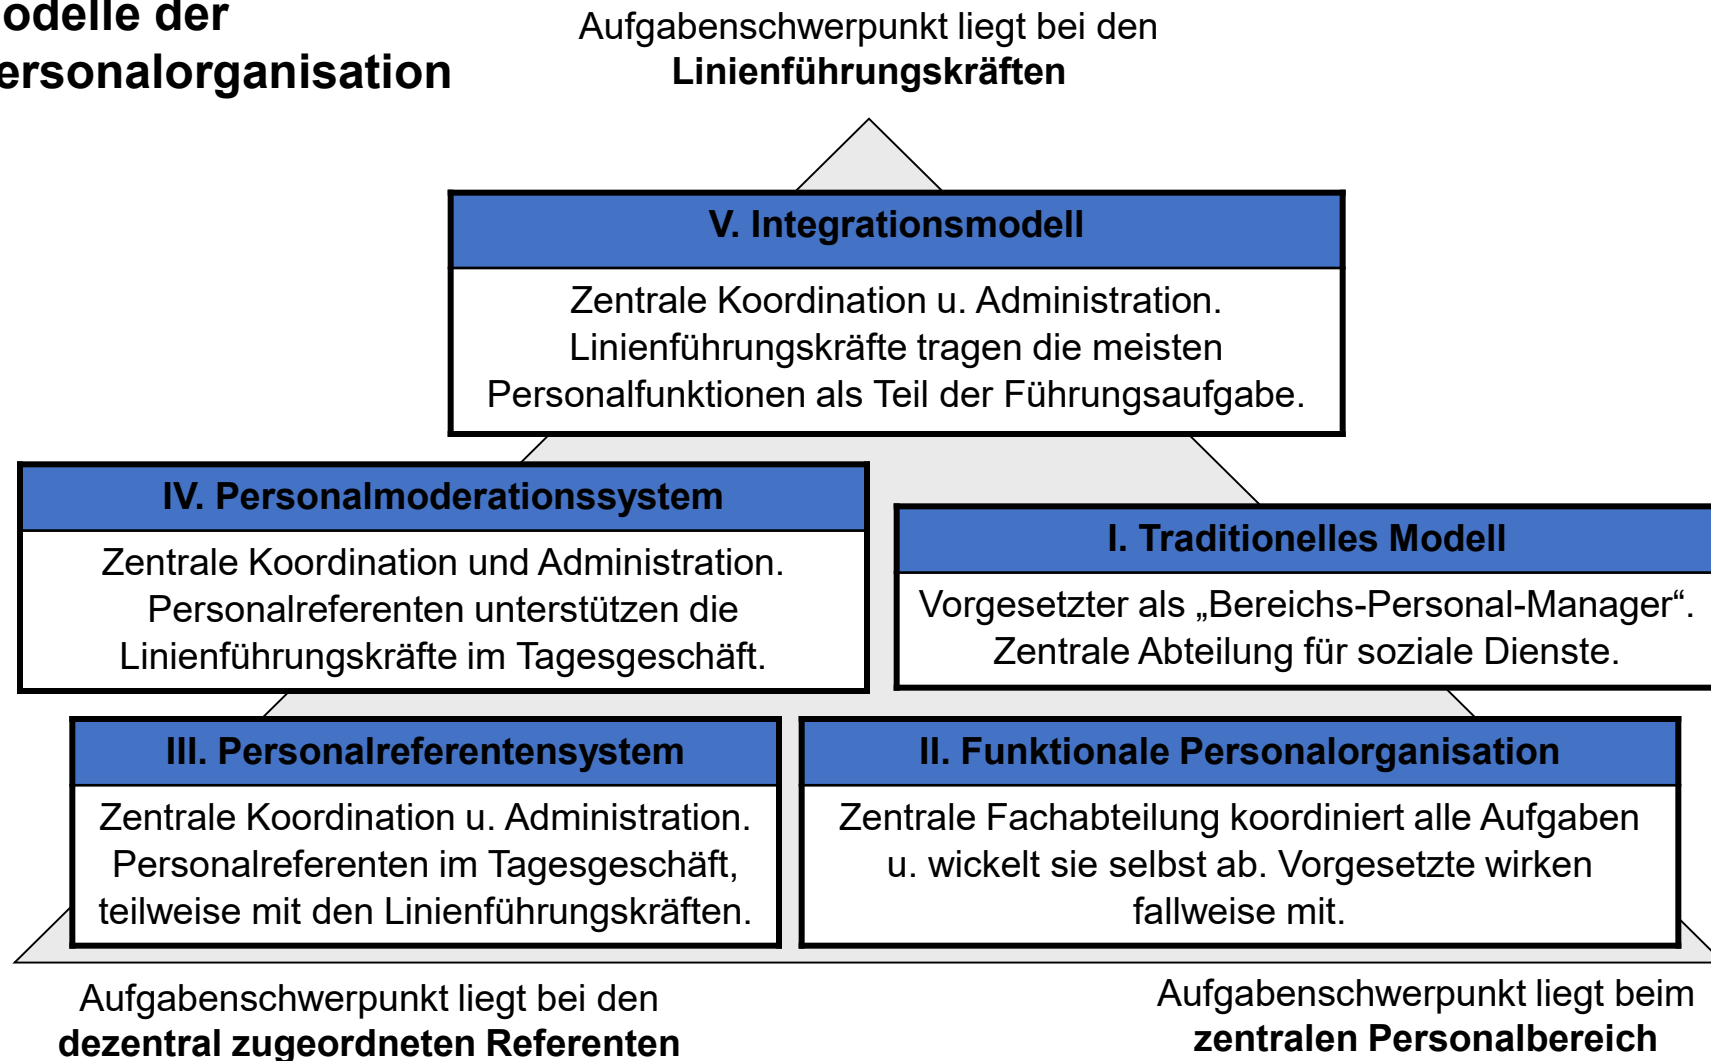 odelle der
ersonalorganisation
Aufgabenschwerpunkt liegt bei den
Linienführungskräften
V. Integrationsmodell
Zentrale Koordination u. Administration.
Linienführungskräfte tragen die meisten
Personalfunktionen als Teil der Führungsaufgabe.
IV. Personalmoderationssystem
Zentrale Koordination und Administration.
Personalreferenten unterstützen die
Linienführungskräfte im Tagesgeschäft.
I. Traditionelles Modell
Vorgesetzter als „Bereichs-Personal-Manager“.
Zentrale Abteilung für soziale Dienste.
III. Personalreferentensystem
Zentrale Koordination u. Administration.
Personalreferenten im Tagesgeschäft,
teilweise mit den Linienführungskräften.
II. Funktionale Personalorganisation
Zentrale Fachabteilung koordiniert alle Aufgaben
u. wickelt sie selbst ab. Vorgesetzte wirken
fallweise mit.
Aufgabenschwerpunkt liegt bei den
dezentral zugeordneten Referenten
Aufgabenschwerpunkt liegt beim
zentralen Personalbereich